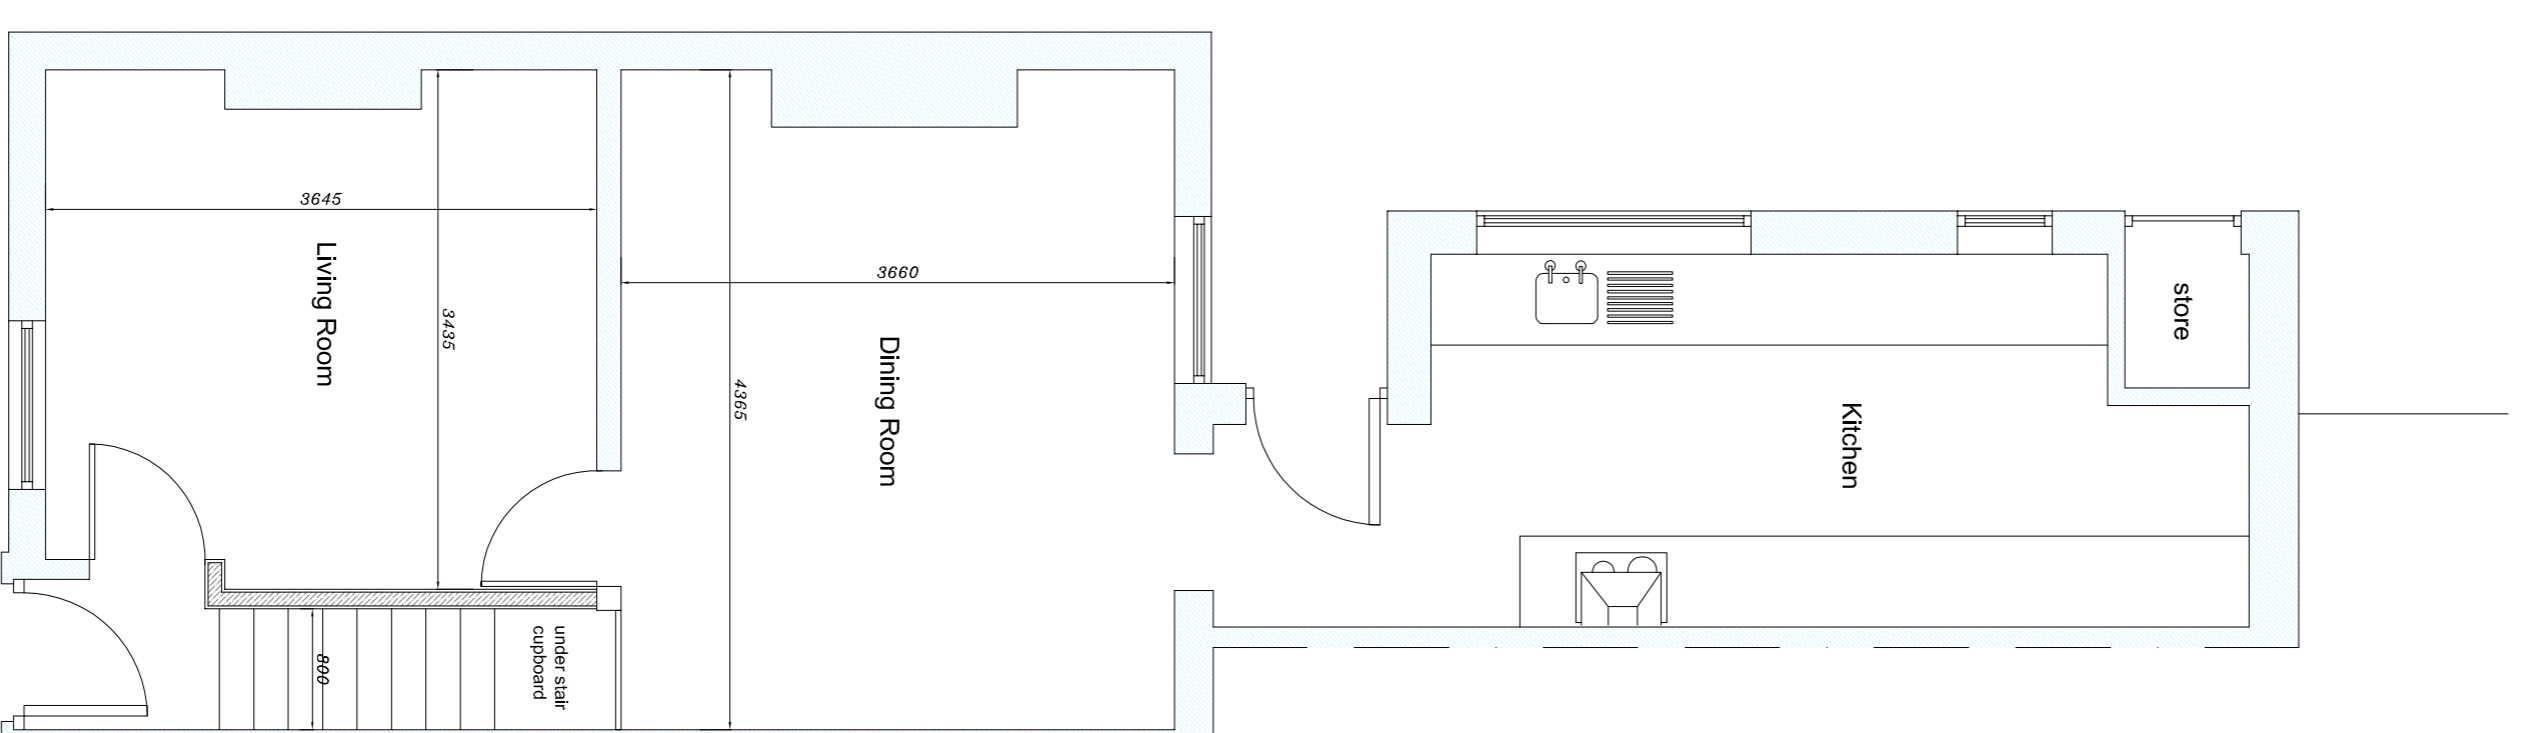 3645
Living Room
3435
3660
4365
Dining Room
store
Kitchen
800
under stair
cupboard